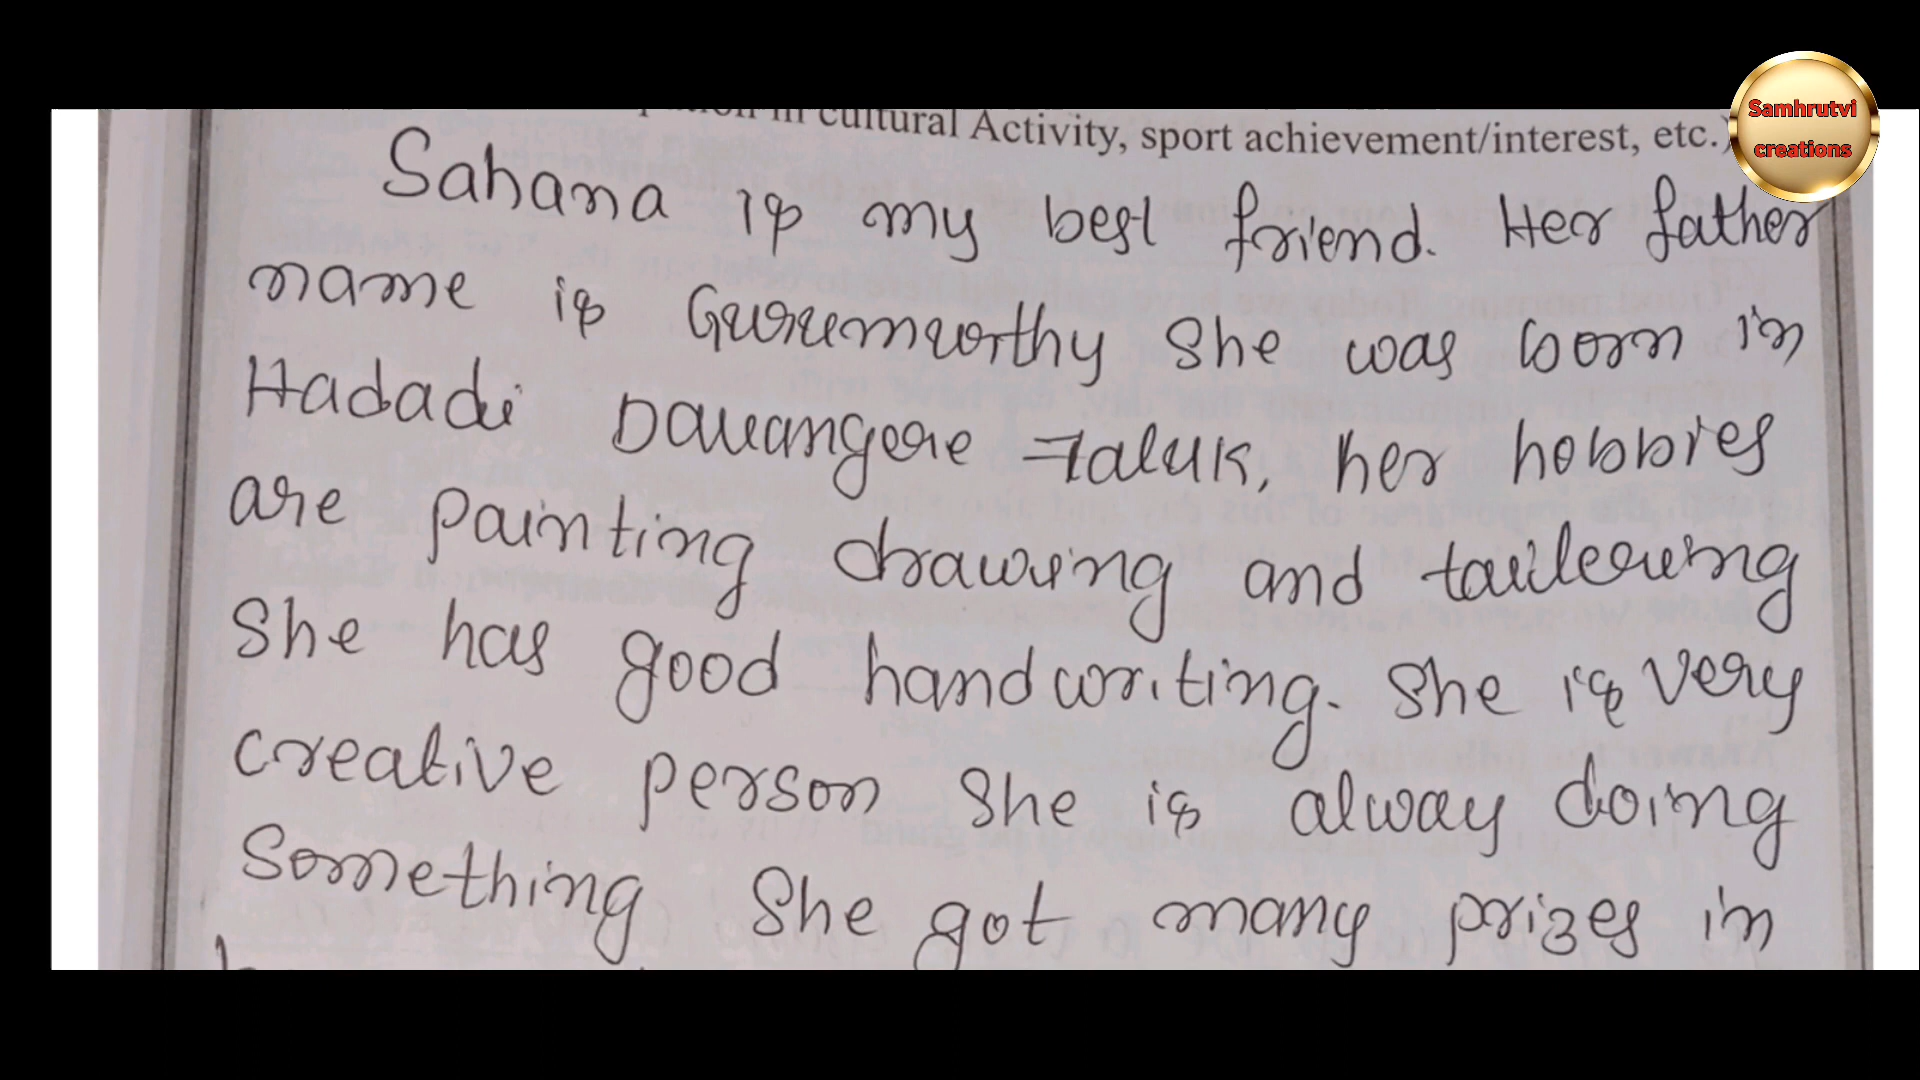 cultural Activity, sport achievement/interest, etc.)
Samhrutvi
creations
Sahana is my best friend. Her father
name is Gurumurthy She was born in
Hadadi Davangere Taluk, her hobbies
are painting drawing and taileuing
She has good handwriting. She is very
creative person She is alway doing
Something She got many prizes in